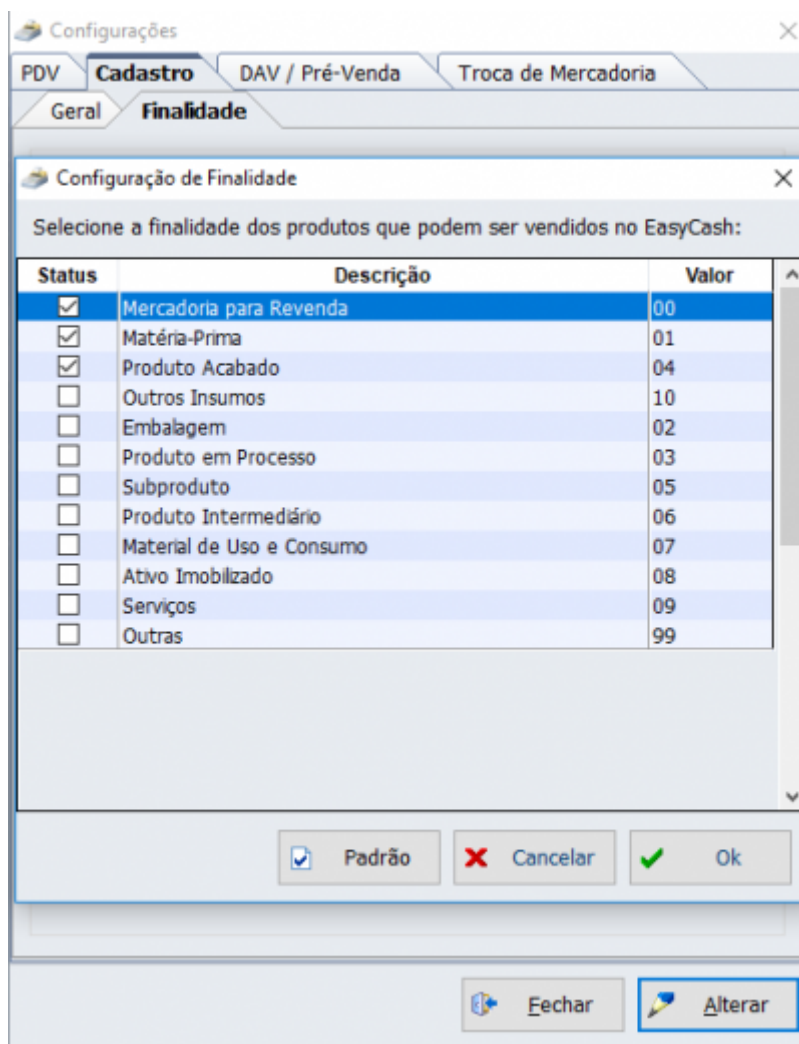 Configurações
PDV Cadastro DAV / Pré-Venda Troca de Mercadoria
Geral Finalidade
Configuração de Finalidade
Selecione a finalidade dos produtos que podem ser vendidos no EasyCash:
Status Descrição Valor
Mercadoria para Revenda 00
Matéria-Prima 01
Produto Acabado 04
Outros Insumos 10
Embalagem 02
Produto em Processo 03
Subproduto 05
Produto Intermediário 06
Material de Uso e Consumo 07
Ativo Imobilizado 08
Serviços 09
Outras 99
Padrão Cancelar Ok
Fechar Alterar